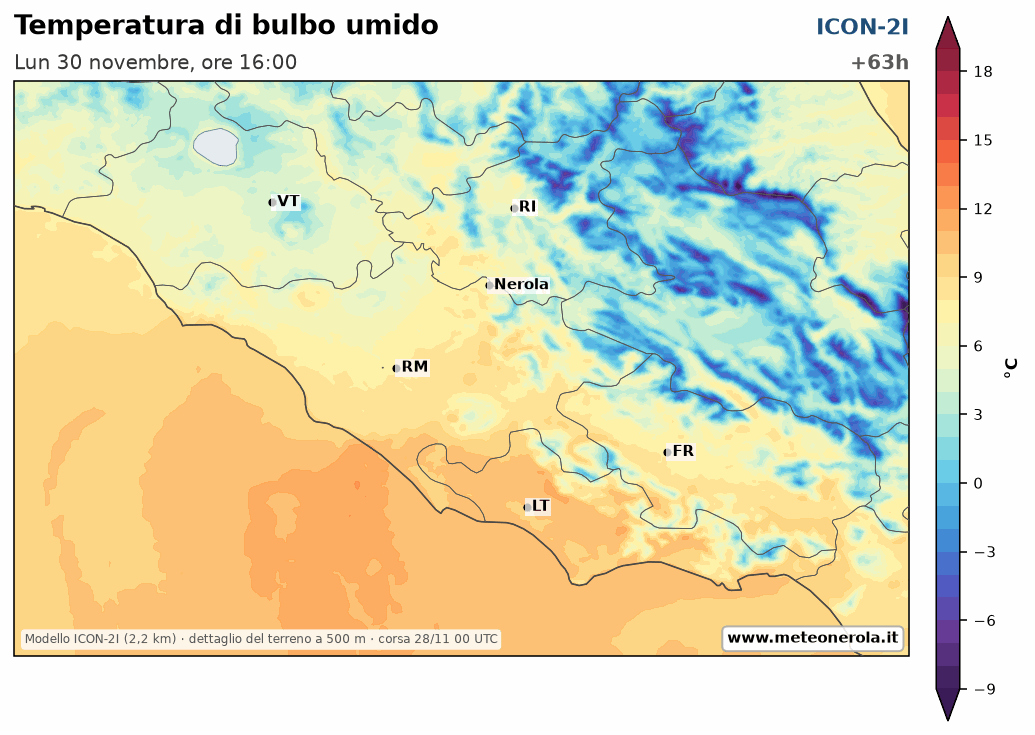 Temperatura di bulbo umido
ICON-2I
Lun 30 novembre, ore 16:00
+63h
18
15
12
9
6
3
0
−3
−6
−9
°C
VT
RI
Nerola
RM
FR
LT
Modello ICON-2I (2,2 km) · dettaglio del terreno a 500 m · corsa 28/11 00 UTC
www.meteonerola.it